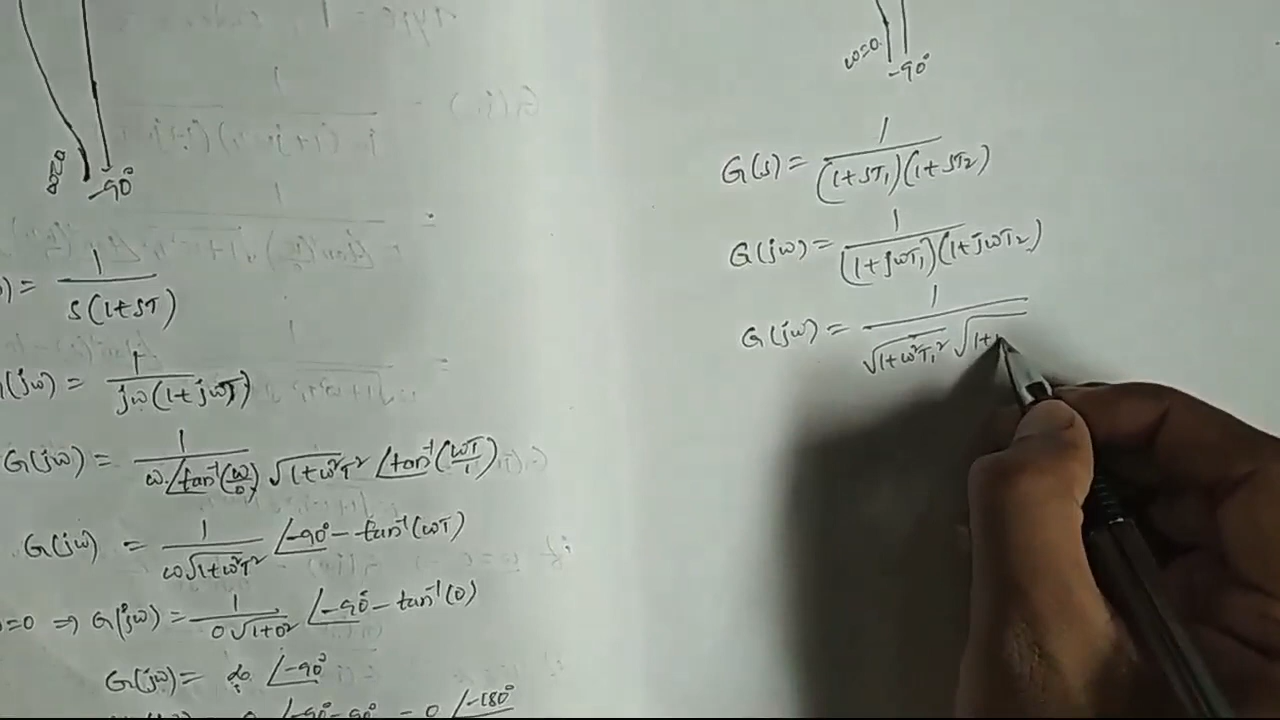 -90°
) = 1 / s(1+ST)
(jω) = 1 / jω(1+jωT)
G(jω) = 1 / ω∠tan⁻¹(ω/0) √1+ω²T² ∠tan⁻¹(ωT/1)
G(jω) = 1 / ω√1+ω²T² ∠-90° - tan⁻¹(ωT)
=0 ⇒ G(jω) = 1 / 0√1+0² ∠-90° - tan⁻¹(0)
G(jω) = ∞ ∠-90°
0 ∠-90°-90° = 0 ∠-180°
ω=0
-90°
G(s) = 1 / (1+ST₁)(1+ST₂)
G(jω) = 1 / (1+jωT₁)(1+jωT₂)
G(jω) = 1 / √1+ω²T₁² √1+